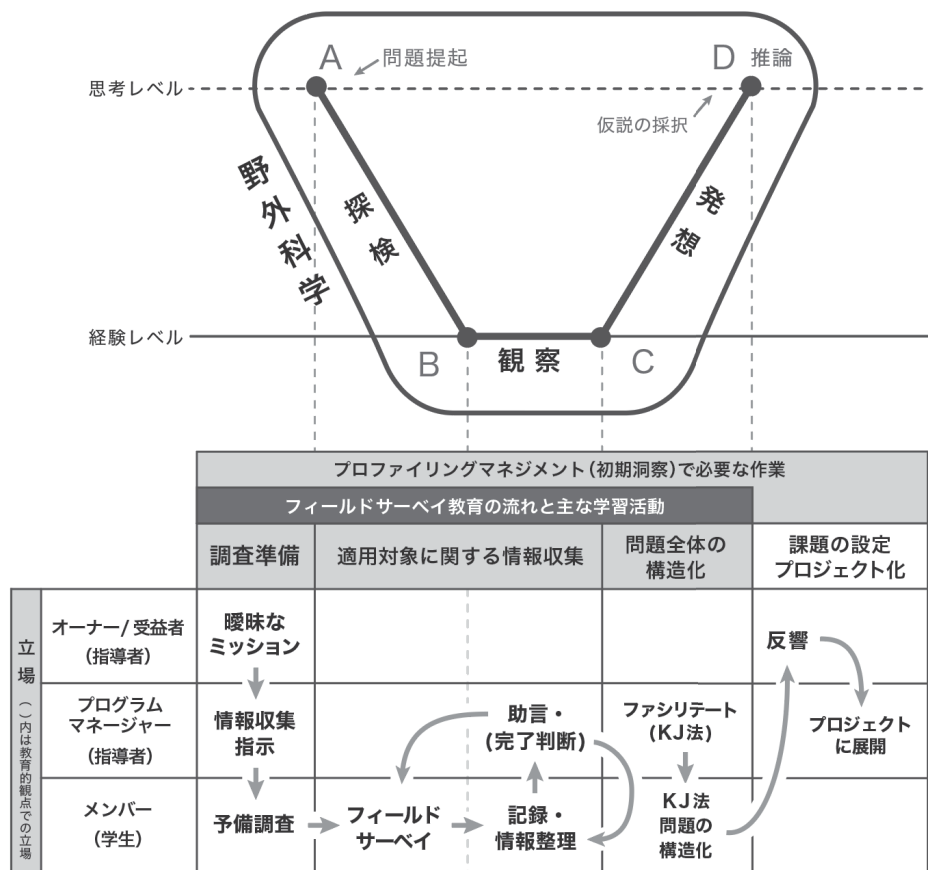 A 問題提起
D 推論
思考レベル
仮説の採択
野外科学
探検
発想
経験レベル
B
観察
C
プロファイリングマネジメント(初期洞察)で必要な作業
フィールドサーベイ教育の流れと主な学習活動
調査準備
適用対象に関する情報収集
問題全体の
構造化
課題の設定
プロジェクト化
立場 ( )内は教育的観点での立場
オーナー/ 受益者
(指導者)
曖昧な
ミッション
反響
プログラム
マネージャー
(指導者)
情報収集
指示
助言・
(完了判断)
ファシリテート
(KJ法)
プロジェクト
に展開
メンバー
(学生)
予備調査
フィールド
サーベイ
記録・
情報整理
KJ法
問題の
構造化